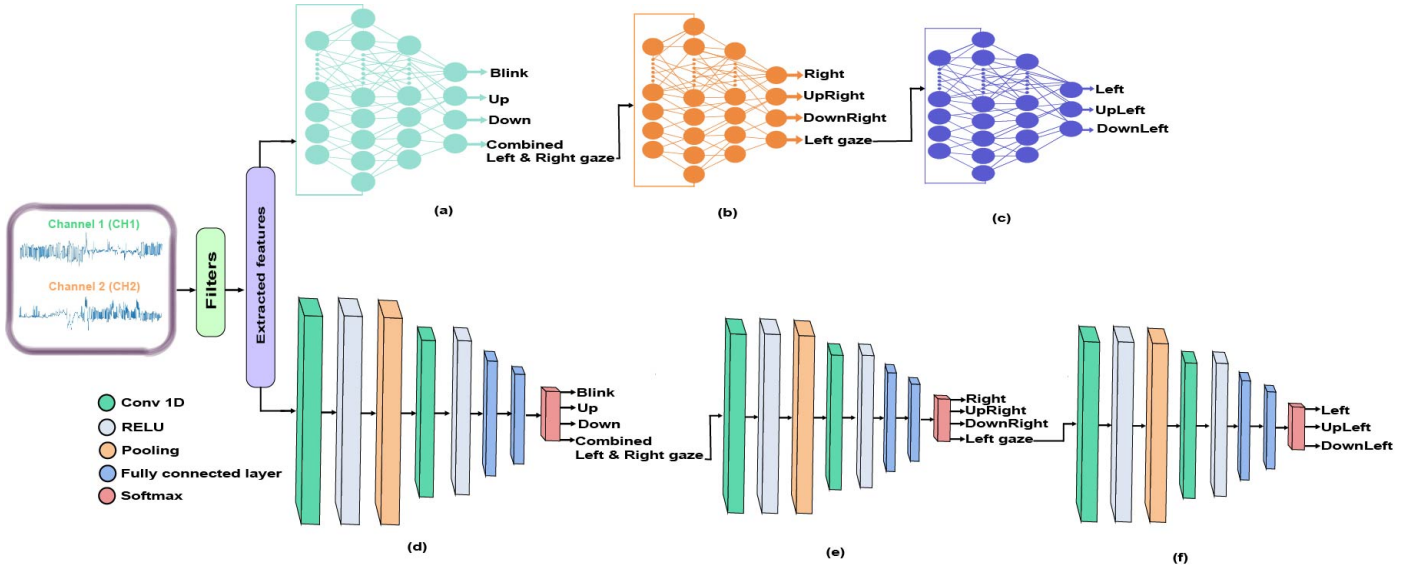 Channel 1 (CH1)
Channel 2 (CH2)
Filters
Extracted features
Blink
Up
Down
Combined
Left & Right gaze
(a)
Right
UpRight
DownRight
Left gaze
(b)
Left
UpLeft
DownLeft
(c)
Conv 1D
RELU
Pooling
Fully connected layer
Softmax
Blink
Up
Down
Combined
Left & Right gaze
(d)
Right
UpRight
DownRight
Left gaze
(e)
Left
UpLeft
DownLeft
(f)